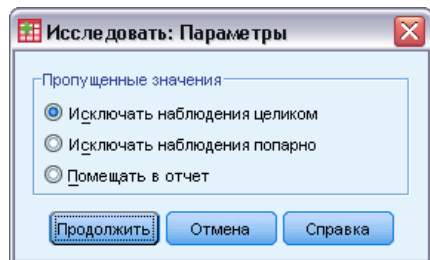 Исследовать: Параметры
Пропущенные значения
Исключать наблюдения целиком
Исключать наблюдения попарно
Помещать в отчет
Продолжить Отмена Справка